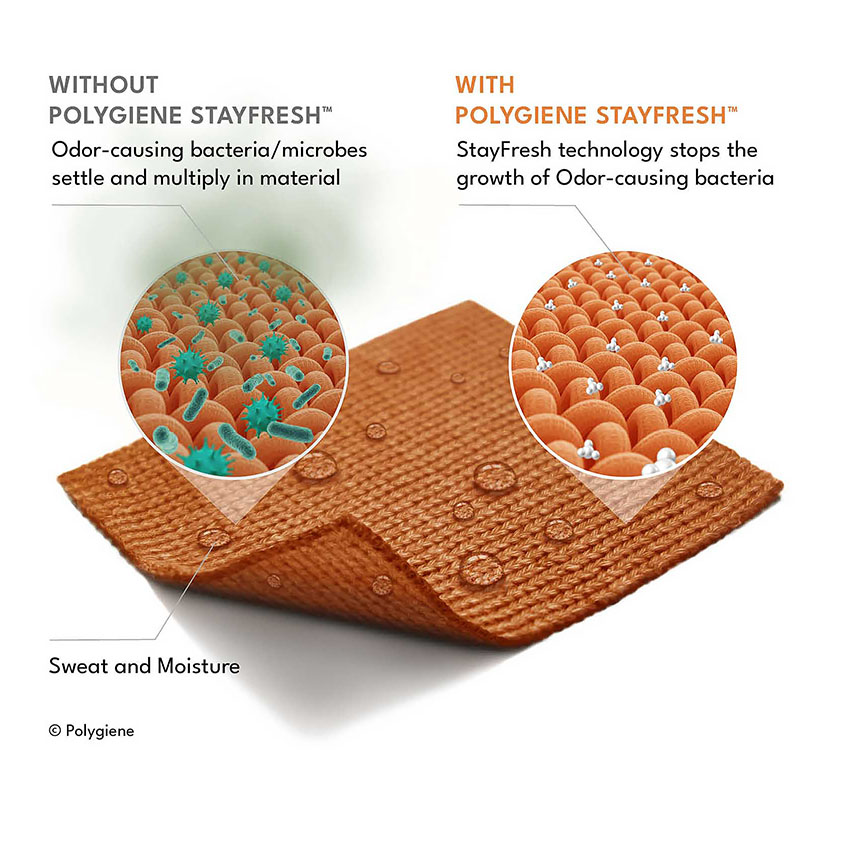 WITHOUT
POLYGIENE STAYFRESH™
Odor-causing bacteria/microbes
settle and multiply in material
WITH
POLYGIENE STAYFRESH™
StayFresh technology stops the
growth of Odor-causing bacteria
Sweat and Moisture
© Polygiene